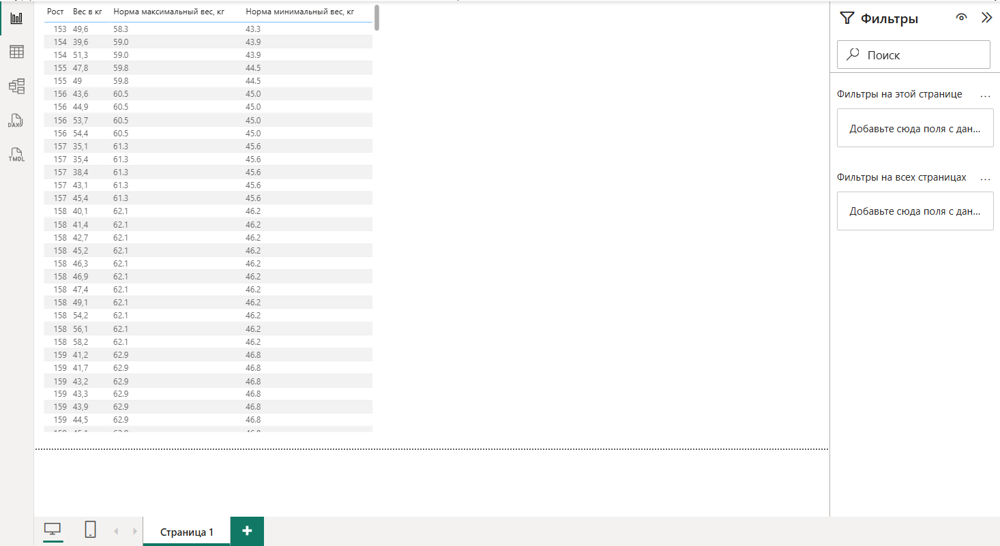 Рост Вес в кг Норма максимальный вес, кг Норма минимальный вес, кг
153 49,6 58.3 43.3
154 39,6 59.0 43.9
154 51,3 59.0 43.9
155 47,8 59.8 44.5
155 49 59.8 44.5
156 43,6 60.5 45.0
156 44,9 60.5 45.0
156 53,7 60.5 45.0
156 54,4 60.5 45.0
157 35,1 61.3 45.6
157 35,4 61.3 45.6
157 38,4 61.3 45.6
157 43,1 61.3 45.6
157 45,4 61.3 45.6
158 40,1 62.1 46.2
158 41,4 62.1 46.2
158 42,7 62.1 46.2
158 45,2 62.1 46.2
158 46,3 62.1 46.2
158 46,9 62.1 46.2
158 47,4 62.1 46.2
158 49,1 62.1 46.2
158 54,2 62.1 46.2
158 56,1 62.1 46.2
158 58,2 62.1 46.2
159 41,2 62.9 46.8
159 41,7 62.9 46.8
159 43,2 62.9 46.8
159 43,3 62.9 46.8
159 43,9 62.9 46.8
159 44,5 62.9 46.8
DAX
TMDL
Фильтры
Поиск
Фильтры на этой странице ...
Добавьте сюда поля с дан...
Фильтры на всех страницах ...
Добавьте сюда поля с дан...
Страница 1